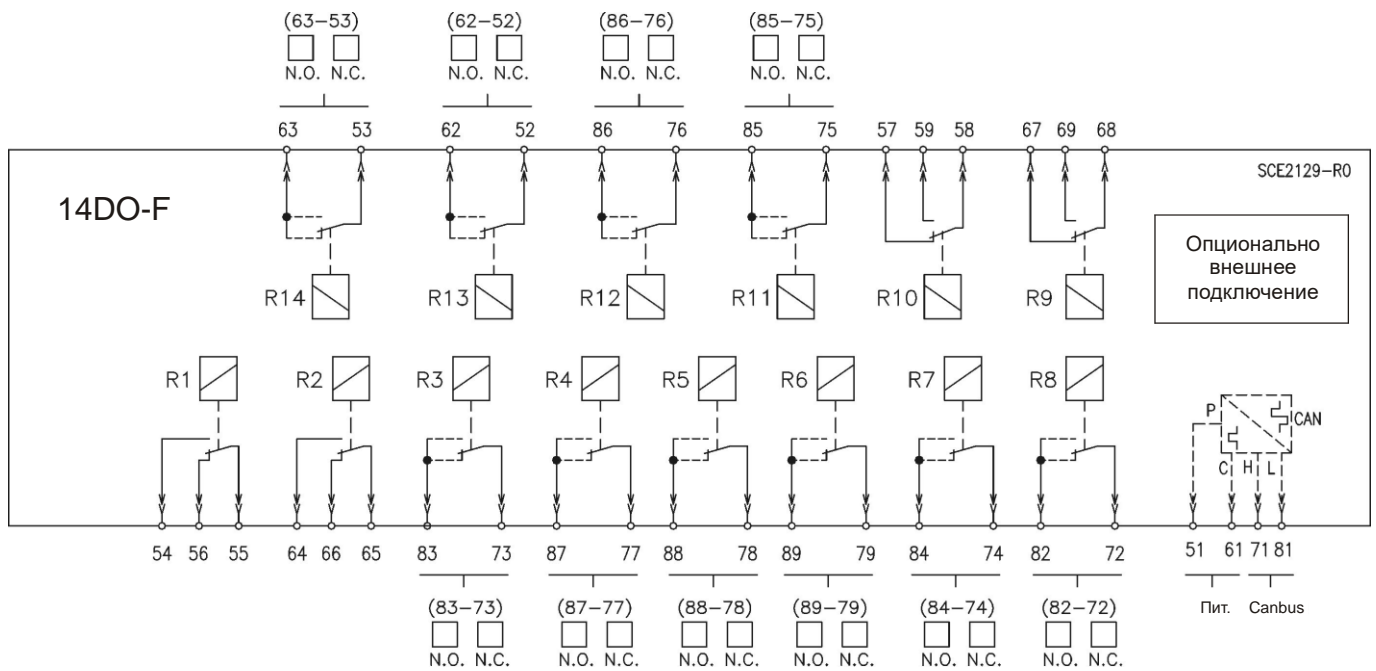 (63-53) (62-52) (86-76) (85-75)
N.O. N.C. N.O. N.C. N.O. N.C. N.O. N.C.
63 53 62 52 86 76 85 75 57 59 58 67 69 68
SCE2129-R0
14DO-F
Опционально
внешнее
подключение
R14 R13 R12 R11 R10 R9
R1 R2 R3 R4 R5 R6 R7 R8
P CAN
C H L
54 56 55 64 66 65 83 73 87 77 88 78 89 79 84 74 82 72 51 61 71 81
(83-73) (87-77) (88-78) (89-79) (84-74) (82-72) Пит. Canbus
N.O. N.C. N.O. N.C. N.O. N.C. N.O. N.C. N.O. N.C. N.O. N.C.